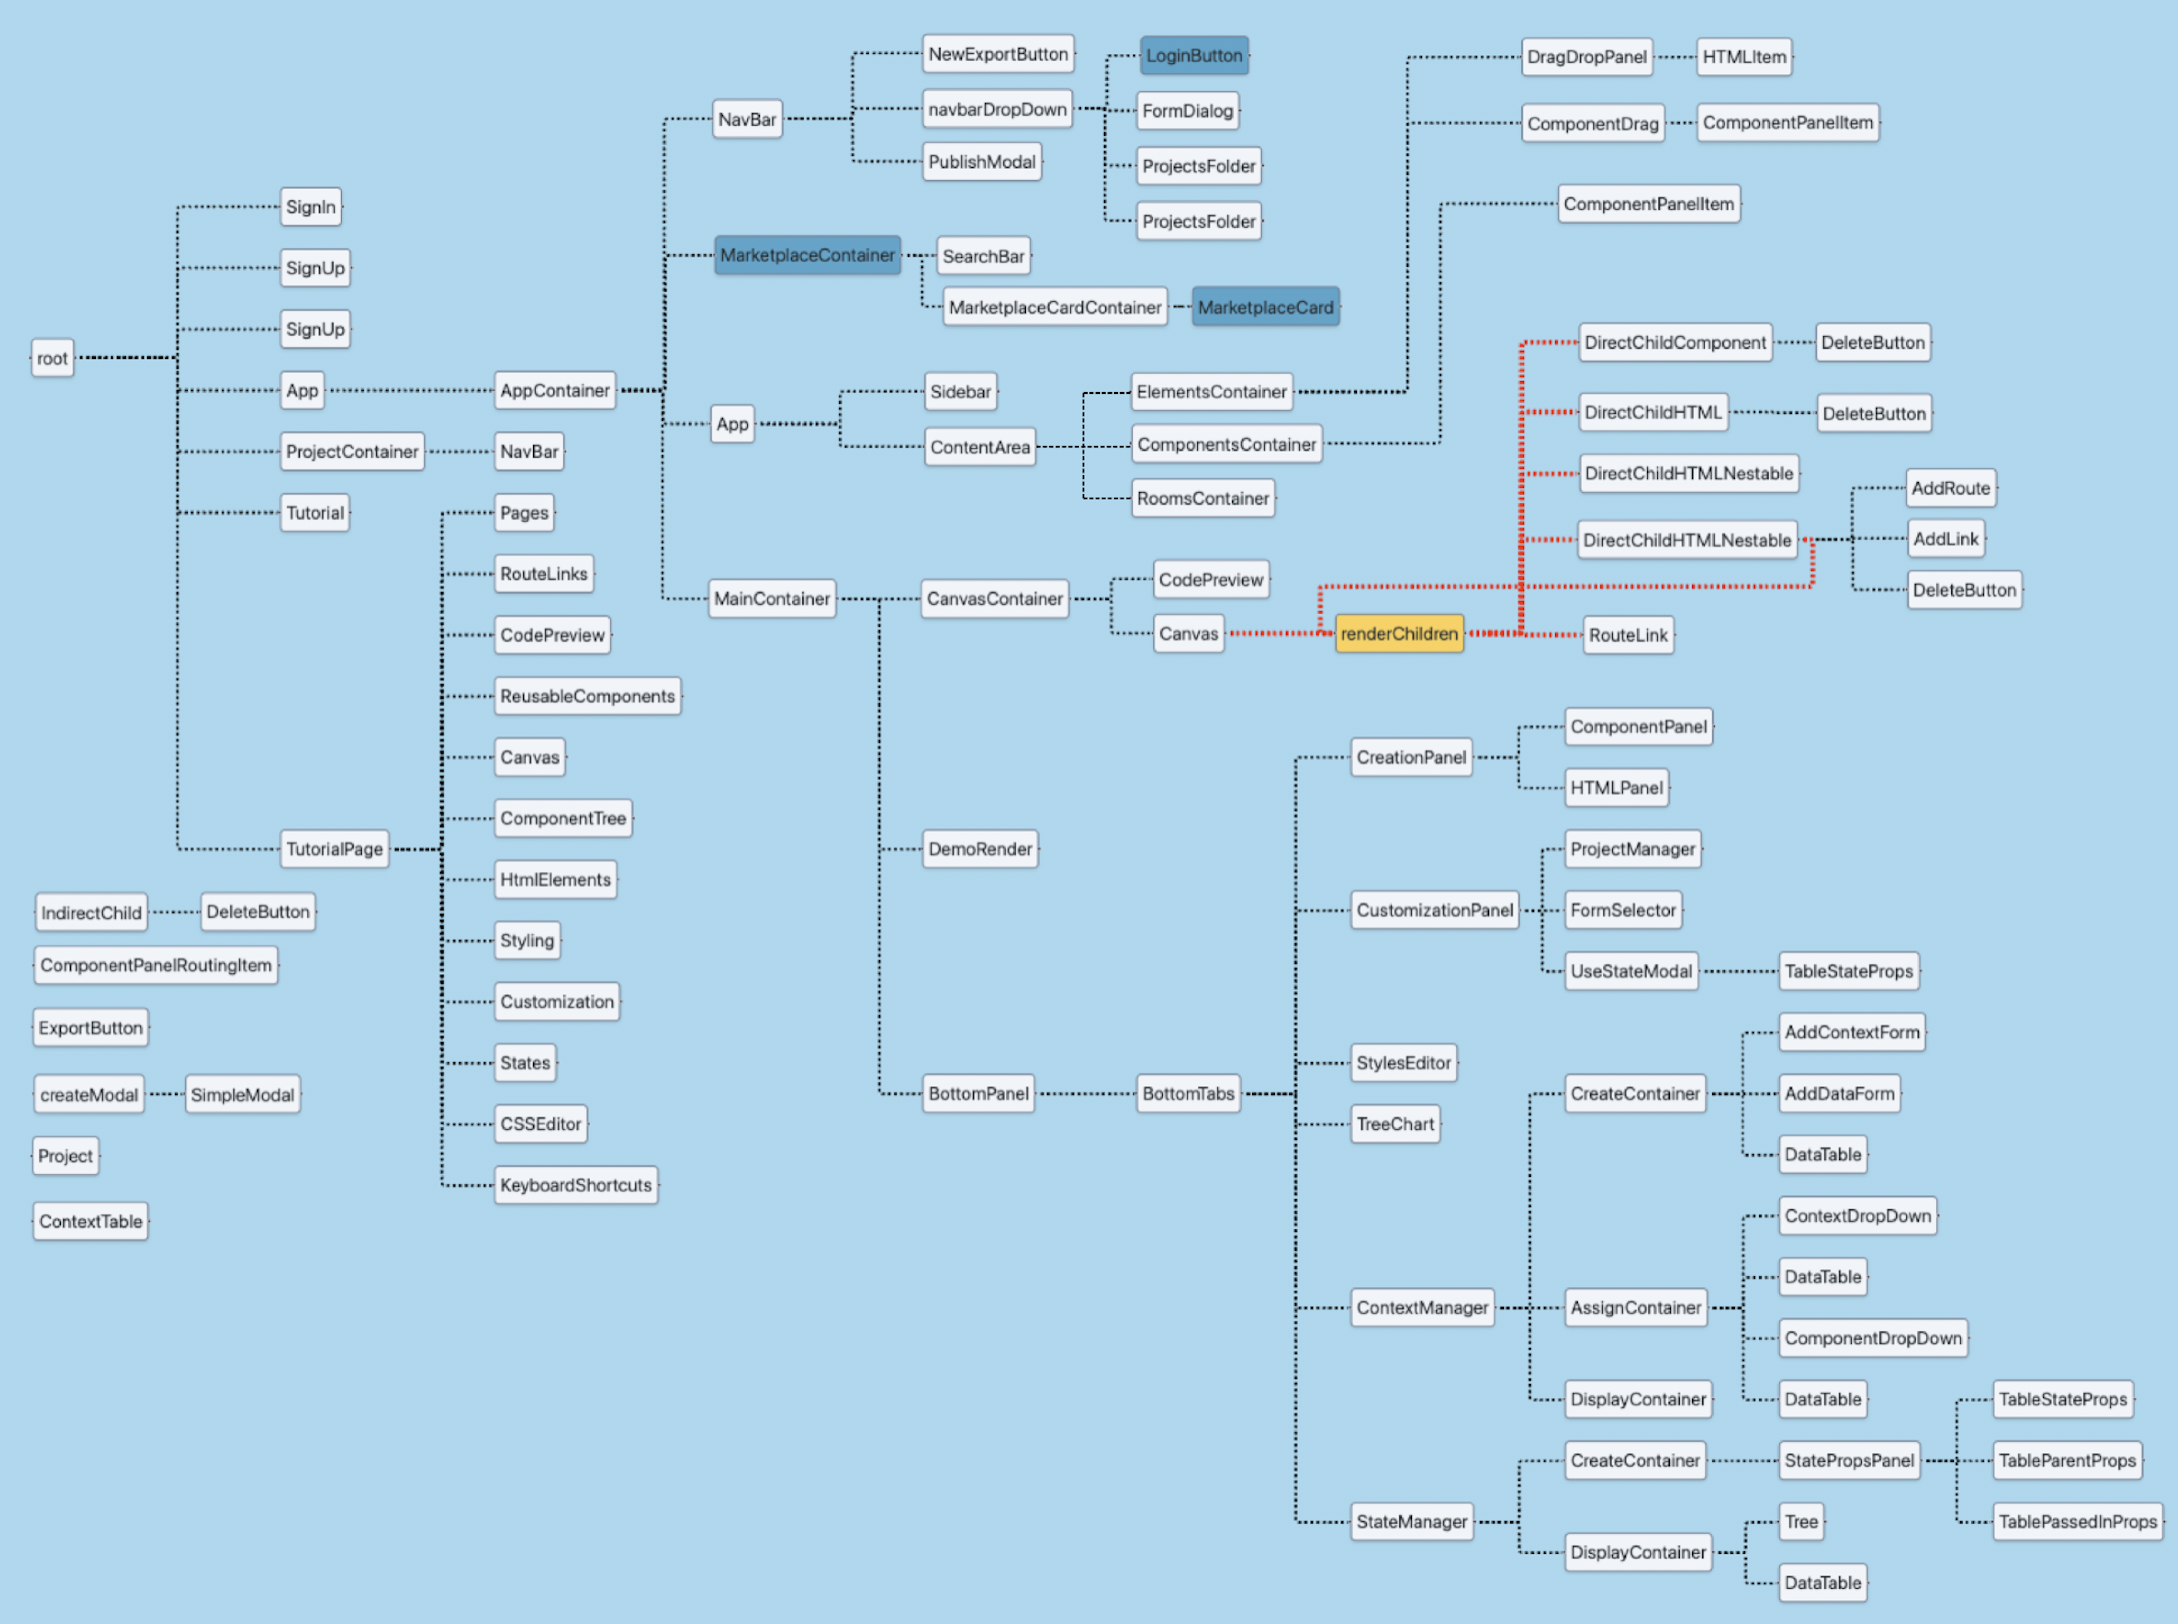 root
SignIn
SignUp
SignUp
App
ProjectContainer
Tutorial
TutorialPage
AppContainer
NavBar
Pages
RouteLinks
CodePreview
ReusableComponents
Canvas
ComponentTree
HtmlElements
Styling
Customization
States
CSSEditor
KeyboardShortcuts
IndirectChild
DeleteButton
ComponentPanelRoutingItem
ExportButton
createModal
SimpleModal
Project
ContextTable
NavBar
NewExportButton
navbarDropDown
PublishModal
LoginButton
FormDialog
ProjectsFolder
ProjectsFolder
MarketplaceContainer
SearchBar
MarketplaceCardContainer
MarketplaceCard
App
Sidebar
ContentArea
ElementsContainer
ComponentsContainer
RoomsContainer
DragDropPanel
HTMLItem
ComponentDrag
ComponentPanelItem
ComponentPanelItem
MainContainer
CanvasContainer
CodePreview
Canvas
renderChildren
DirectChildComponent
DeleteButton
DirectChildHTML
DeleteButton
DirectChildHTMLNestable
DirectChildHTMLNestable
AddRoute
AddLink
DeleteButton
RouteLink
DemoRender
BottomPanel
BottomTabs
CreationPanel
ComponentPanel
HTMLPanel
CustomizationPanel
ProjectManager
FormSelector
UseStateModal
TableStateProps
StylesEditor
TreeChart
ContextManager
CreateContainer
AddContextForm
AddDataForm
DataTable
AssignContainer
ContextDropDown
DataTable
ComponentDropDown
DataTable
DisplayContainer
StateManager
CreateContainer
StatePropsPanel
TableStateProps
TableParentProps
TablePassedInProps
DisplayContainer
Tree
DataTable